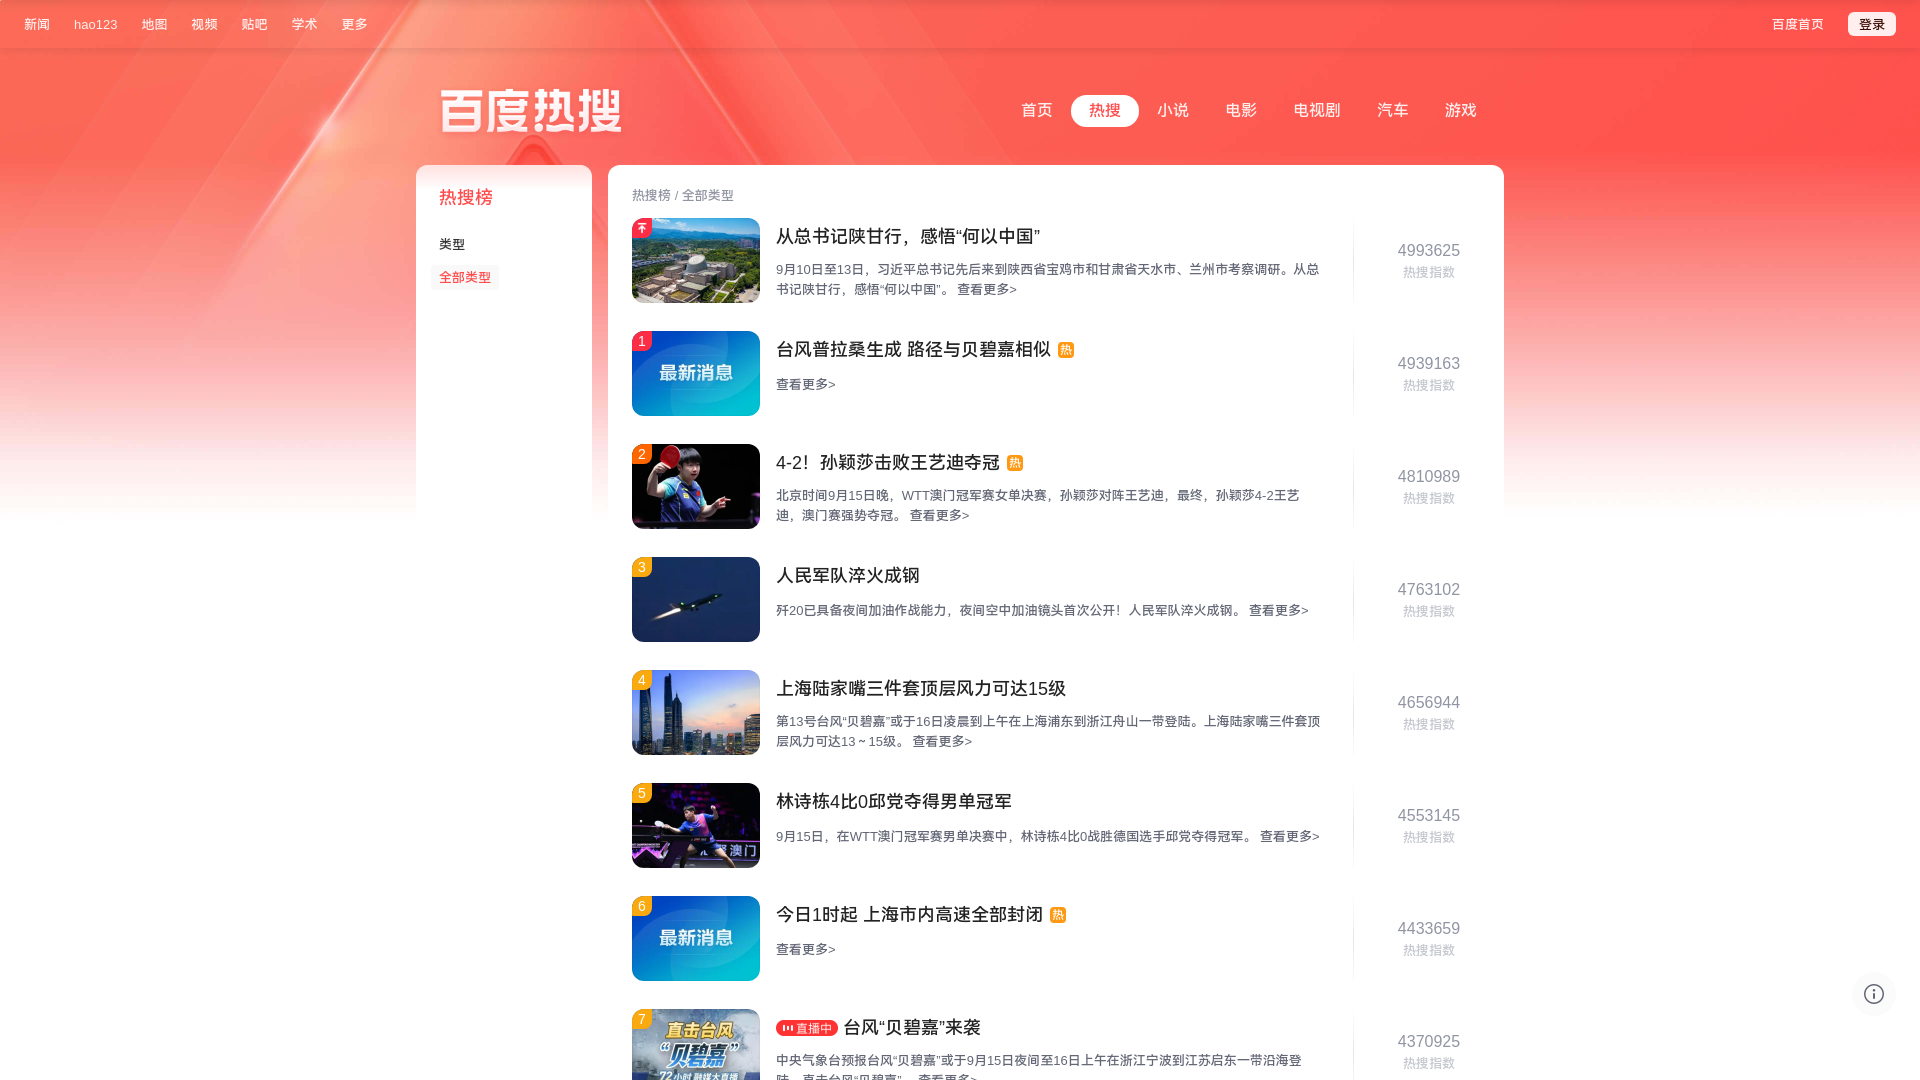 新闻 hao123 地图 视频 贴吧 学术 更多 百度首页 登录
百度热搜
首页 热搜 小说 电影 电视剧 汽车 游戏
热搜榜
类型
全部类型
热搜榜 / 全部类型
从总书记陕甘行，感悟“何以中国”
9月10日至13日，习近平总书记先后来到陕西省宝鸡市和甘肃省天水市、兰州市考察调研。从总
书记陕甘行，感悟“何以中国”。 查看更多>
4993625
热搜指数
1
最新消息
台风普拉桑生成 路径与贝碧嘉相似 热
查看更多>
4939163
热搜指数
2
4-2！孙颖莎击败王艺迪夺冠 热
北京时间9月15日晚，WTT澳门冠军赛女单决赛，孙颖莎对阵王艺迪，最终，孙颖莎4-2王艺
迪，澳门赛强势夺冠。 查看更多>
4810989
热搜指数
3
人民军队淬火成钢
歼20已具备夜间加油作战能力，夜间空中加油镜头首次公开！人民军队淬火成钢。 查看更多>
4763102
热搜指数
4
上海陆家嘴三件套顶层风力可达15级
第13号台风“贝碧嘉”或于16日凌晨到上午在上海浦东到浙江舟山一带登陆。上海陆家嘴三件套顶
层风力可达13～15级。 查看更多>
4656944
热搜指数
5
澳门
林诗栋4比0邱党夺得男单冠军
9月15日，在WTT澳门冠军赛男单决赛中，林诗栋4比0战胜德国选手邱党夺得冠军。 查看更多>
4553145
热搜指数
6
最新消息
今日1时起 上海市内高速全部封闭 热
查看更多>
4433659
热搜指数
7
直击台风
“贝碧嘉”
72小时 融媒大直播
直播中 台风“贝碧嘉”来袭
中央气象台预报台风“贝碧嘉”或于9月15日夜间至16日上午在浙江宁波到江苏启东一带沿海登
陆。直击台风“贝碧嘉”。 查看更多>
4370925
热搜指数